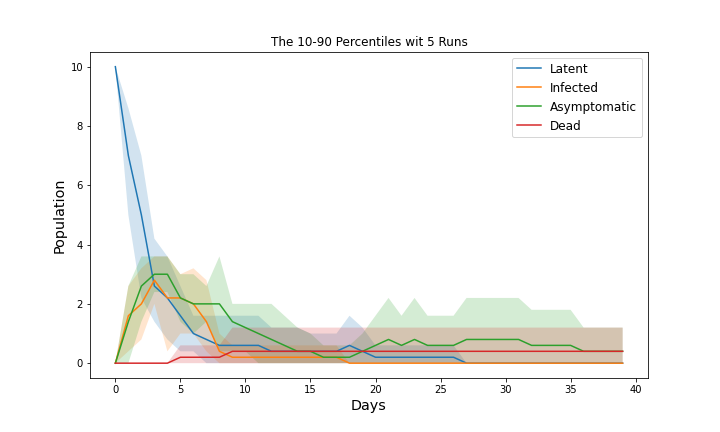 The 10-90 Percentiles wit 5 Runs
Latent
Infected
Asymptomatic
Dead
Population
10
8
6
4
2
0
0 5 10 15 20 25 30 35 40
Days